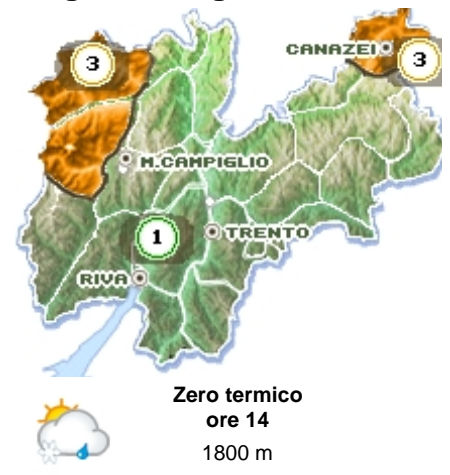 3
CANAZEI
3
M.CAMPIGLIO
1
TRENTO
RIVA
Zero termico
ore 14
1800 m